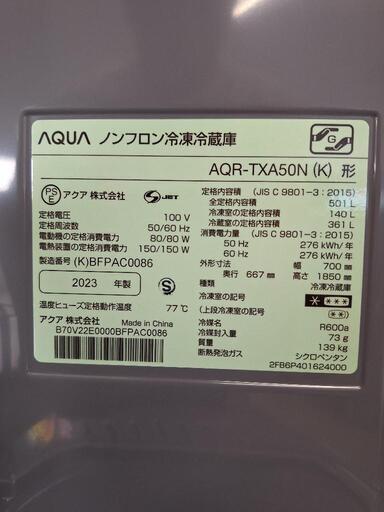 AQUA ノンフロン冷凍冷蔵庫
G
AQR-TXA50N (K) 形
PS E アクア 株式会社 S-JET
定格電圧 100 V
定格周波数 50/60 Hz
電動機の定格消費電力 80/80 W
電熱装置の定格消費電力 150/150 W
製造番号 (K)BFPAC0086
2023 年製
S
温度ヒューズ定格動作温度 77℃
アクア 株式会社 Made in China
B70V22E0000BFPAC0086
定格内容積 (JIS C 9801-3 : 2015)
全定格内容積 501 L
冷凍室の定格内容積 140 L
冷蔵室の定格内容積 361 L
消費電力量 (JIS C 9801-3 : 2015)
50 Hz 276 kWh/年
60 Hz 276 kWh/年
外形寸法 幅 700 mm
奥行 667 mm 高さ 1850 mm
種類 冷凍冷蔵庫
冷凍室の記号 * ***
(上段冷凍室の記号 **)
冷媒名 R600a
冷媒封入量 73 g
質量 139 kg
断熱発泡ガス シクロペンタン
2FB6P401624000